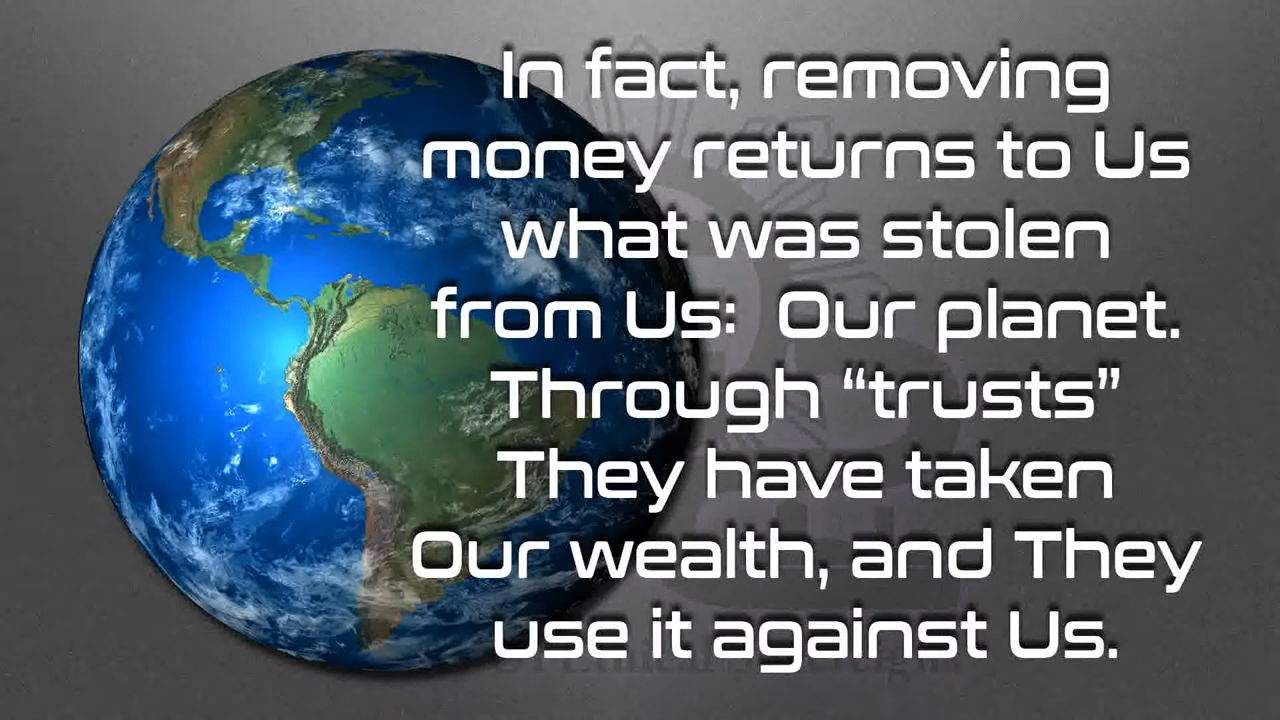 In fact, removing
money returns to Us
what was stolen
from Us: Our planet.
Through “trusts”
They have taken
Our wealth, and They
use it against Us.